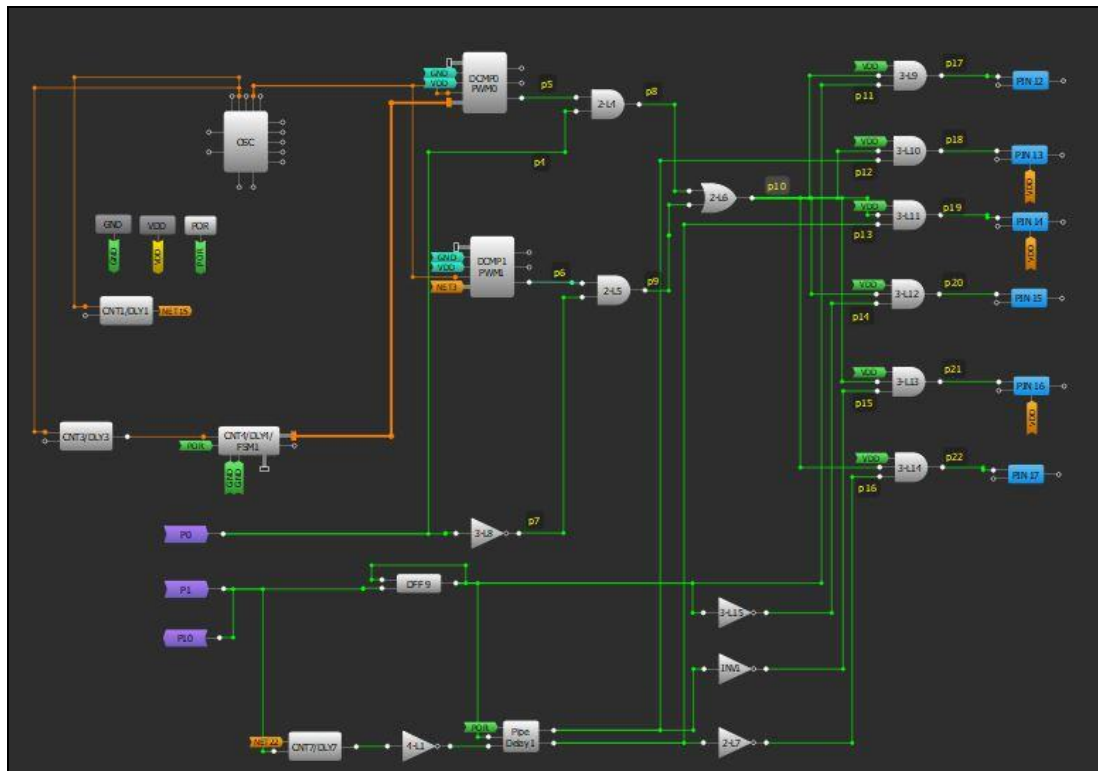 GND
VDD
DCMP0
PWM0
p5
2-L4
p8
p4
OSC
GND
VDD
POR
GND
VDD
POR
CNT1/DLY1
NET15
GND
VDD
NET3
DCMP1
PWM1
p6
2-L5
p9
2-L6
p10
VDD
3-L9
p17
PIN 12
p11
VDD
3-L10
p18
PIN 13
p12
VDD
VDD
3-L11
p19
PIN 14
p13
VDD
VDD
3-L12
p20
PIN 15
p14
VDD
3-L13
p21
PIN 16
p15
VDD
VDD
3-L14
p22
PIN 17
p16
CNT3/DLY3
CNT4/DLY4/
FSM1
POR
GND
GND
P0
3-L8
p7
P1
DFF9
P10
3-L15
INV1
NET22
CNT7/DLY7
4-L1
Pipe
Delay1
2-L7